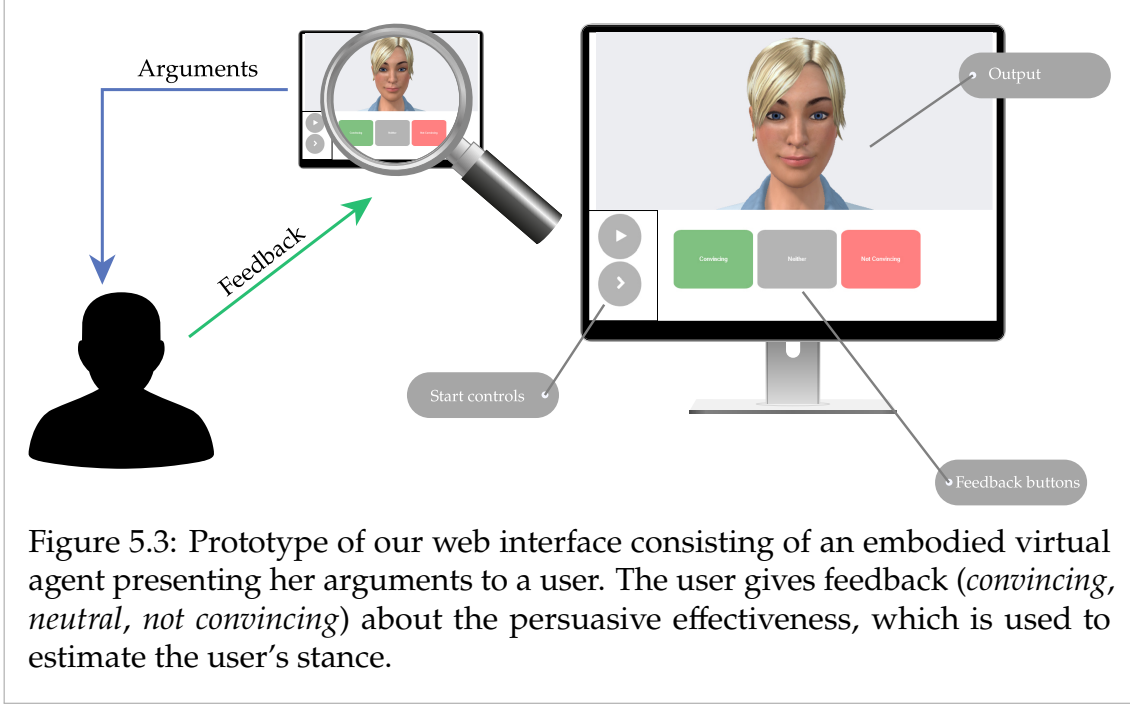 Arguments
Output
Convincing
Neither
Not Convincing
Feedback
Start controls
Feedback buttons
Figure 5.3: Prototype of our web interface consisting of an embodied virtual
agent presenting her arguments to a user. The user gives feedback (convincing,
neutral, not convincing) about the persuasive effectiveness, which is used to
estimate the user's stance.